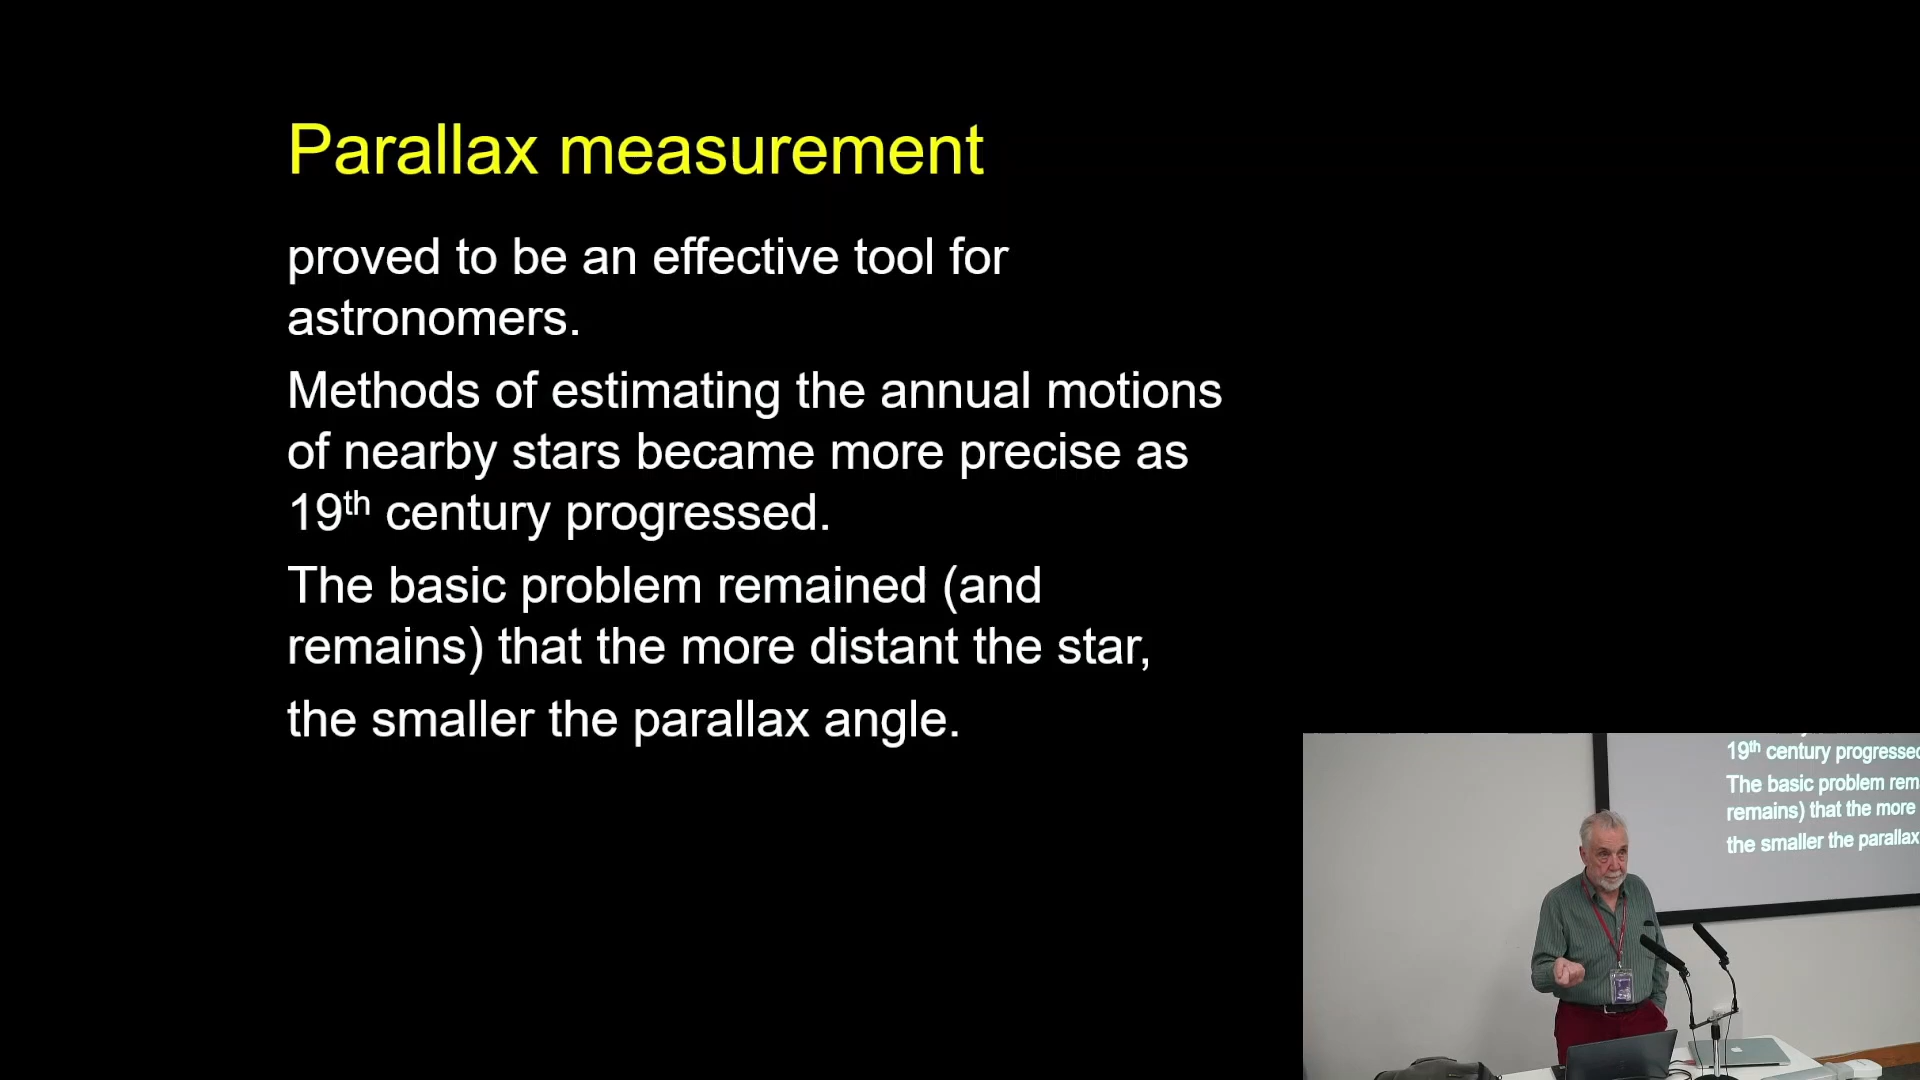 Parallax measurement
proved to be an effective tool for
astronomers.
Methods of estimating the annual motions
of nearby stars became more precise as
19th century progressed.
The basic problem remained (and
remains) that the more distant the star,
the smaller the parallax angle.
19th century progressed
The basic problem rem
remains) that the more
the smaller the parallax